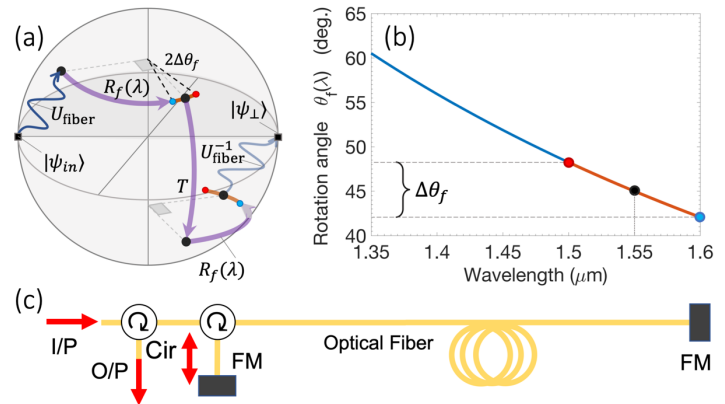 (a)
2Δθ_f
R_f(λ)
U_fiber
|ψ_⊥⟩
|ψ_in⟩
U_fiber^-1
T
R_f(λ)
(b)
Rotation angle θ_f(λ) (deg.)
65
60
55
50
45
40
Δθ_f
1.35 1.4 1.45 1.5 1.55 1.6
Wavelength (μm)
(c)
I/P
O/P
Cir
FM
Optical Fiber
FM